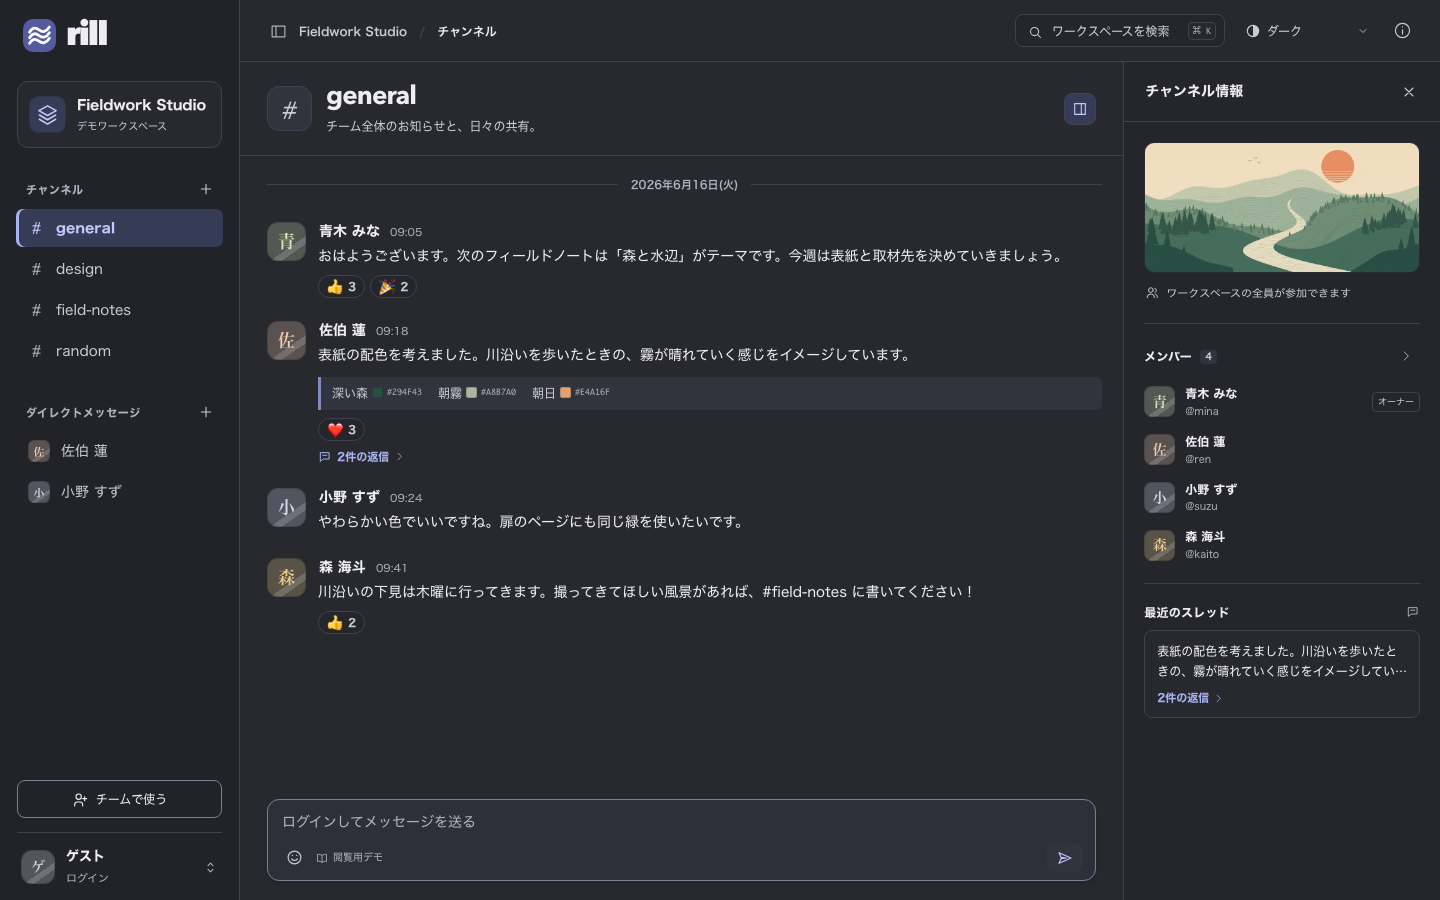 rill
Fieldwork Studio
デモワークスペース
チャンネル
# general
# design
# field-notes
# random
ダイレクトメッセージ
佐 佐伯 蓮
小 小野 すず
チームで使う
ゲ ゲスト
ログイン
Fieldwork Studio / チャンネル
ワークスペースを検索 ⌘ K
ダーク
# general
チーム全体のお知らせと、日々の共有。
2026年6月16日(火)
青 青木 みな 09:05
おはようございます。次のフィールドノートは「森と水辺」がテーマです。今週は表紙と取材先を決めていきましょう。
👍 3 🎉 2
佐 佐伯 蓮 09:18
表紙の配色を考えました。川沿いを歩いたときの、霧が晴れていく感じをイメージしています。
深い森 #294F43 朝霧 #A8B7A0 朝日 #E4A16F
❤️ 3
2件の返信
小 小野 すず 09:24
やわらかい色でいいですね。扉のページにも同じ緑を使いたいです。
森 森 海斗 09:41
川沿いの下見は木曜に行ってきます。撮ってきてほしい風景があれば、#field-notes に書いてください！
👍 2
ログインしてメッセージを送る
閲覧用デモ
チャンネル情報
ワークスペースの全員が参加できます
メンバー 4
青 青木 みな
@mina
オーナー
佐 佐伯 蓮
@ren
小 小野 すず
@suzu
森 森 海斗
@kaito
最近のスレッド
表紙の配色を考えました。川沿いを歩いたと
きの、霧が晴れていく感じをイメージしてい…
2件の返信